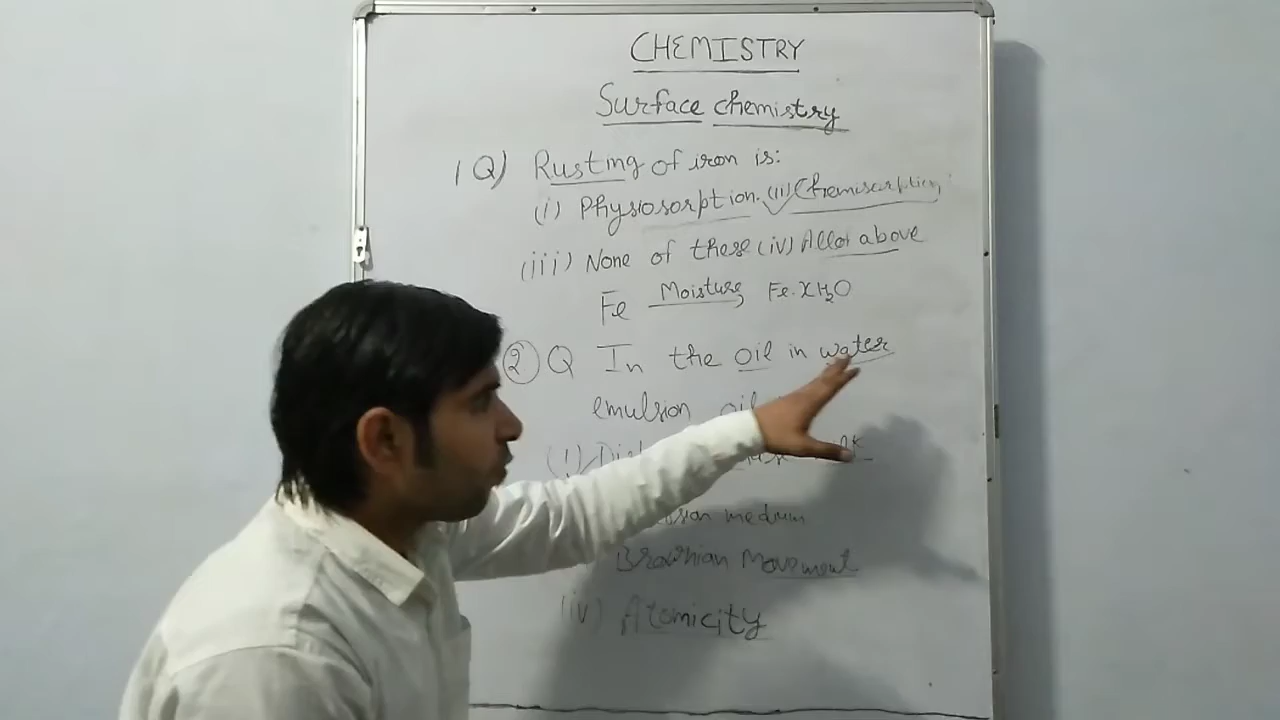 CHEMISTRY
Surface chemistry
1 Q) Rusting of iron is:
(i) Physiosorption. (ii) Chemisorption
(iii) None of these (iv) All of above
Fe Moisture Fe.XH2O
2 Q In the oil in water
emulsion oil
(i)
medium
Brownian Movement
(iv) Atomicity